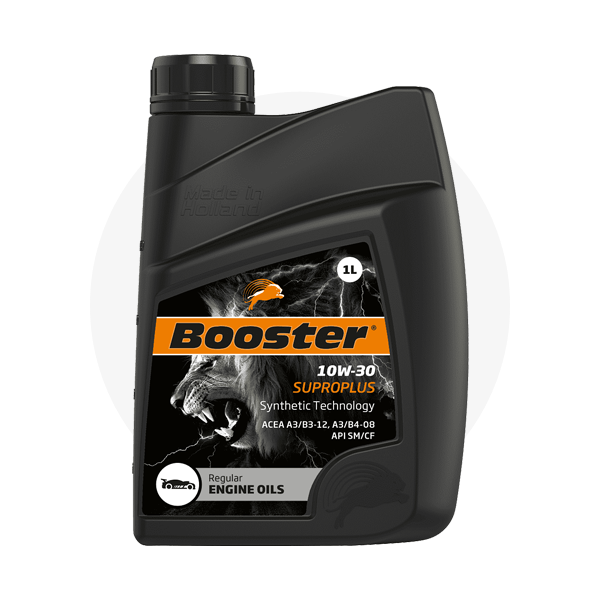 Made in
Holland
1L
Booster®
10W-30
SUPROPLUS
Synthetic Technology
ACEA A3/B3-12, A3/B4-08
API SM/CF
Regular
ENGINE OILS